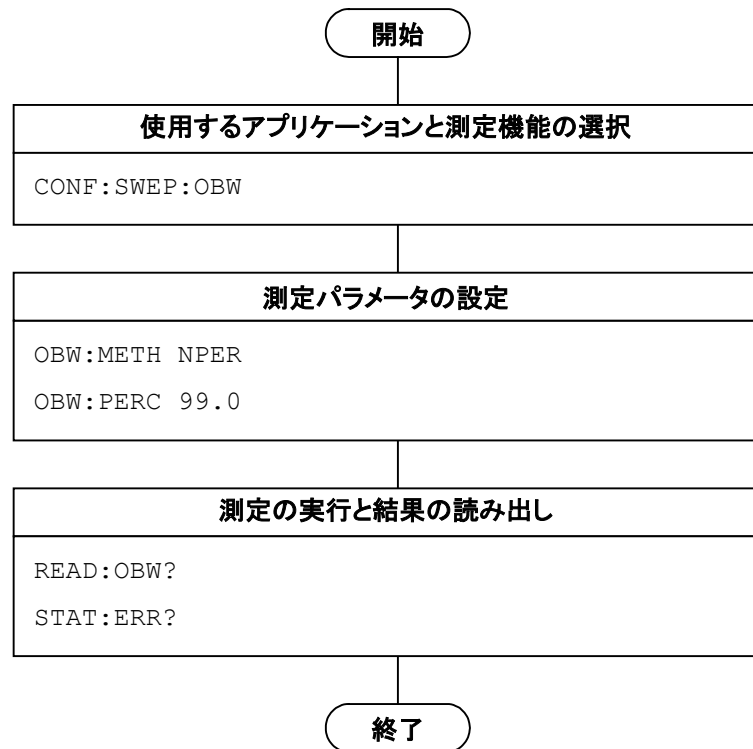 開始
使用するアプリケーションと測定機能の選択
CONF:SWEP:OBW
測定パラメータの設定
OBW:METH NPER
OBW:PERC 99.0
測定の実行と結果の読み出し
READ:OBW?
STAT:ERR?
終了